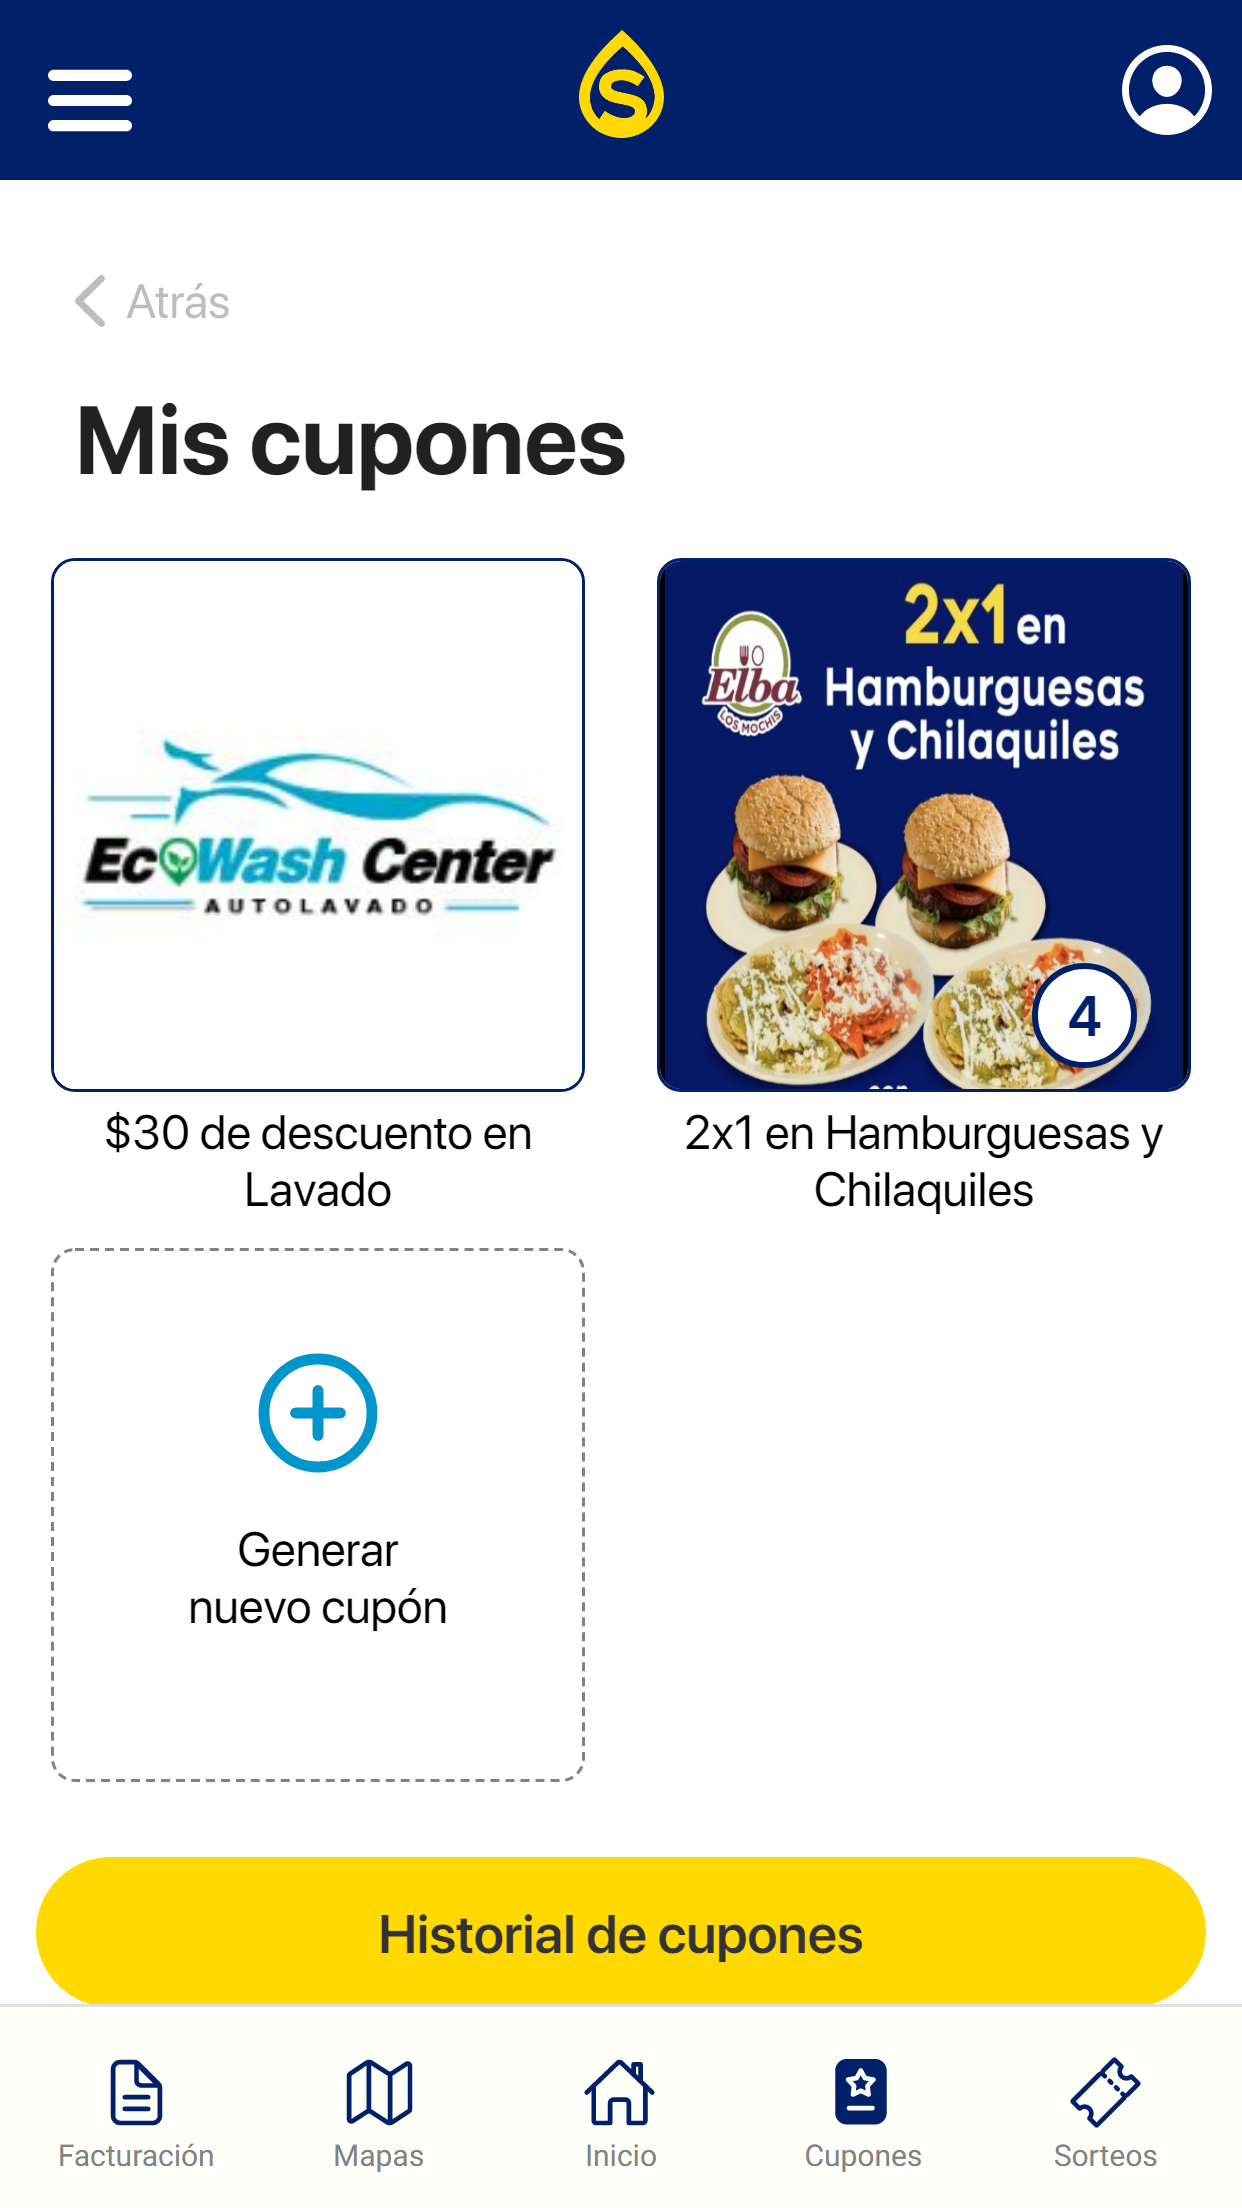 S
Atrás
Mis cupones
EcoWash Center
AUTOLAVADO
$30 de descuento en
Lavado
2x1 en
Elba
LOS MOCHIS
Hamburguesas
y Chilaquiles
4
2x1 en Hamburguesas y
Chilaquiles
Generar
nuevo cupón
Historial de cupones
Facturación
Mapas
Inicio
Cupones
Sorteos